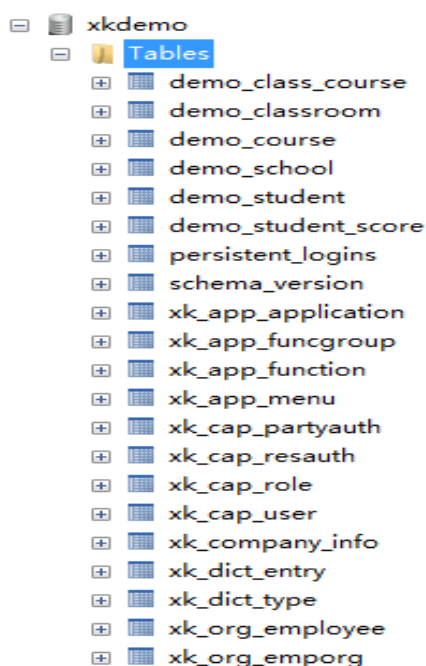 xkdemo
Tables
demo_class_course
demo_classroom
demo_course
demo_school
demo_student
demo_student_score
persistent_logins
schema_version
xk_app_application
xk_app_funcgroup
xk_app_function
xk_app_menu
xk_cap_partyauth
xk_cap_resauth
xk_cap_role
xk_cap_user
xk_company_info
xk_dict_entry
xk_dict_type
xk_org_employee
xk_org_emporg